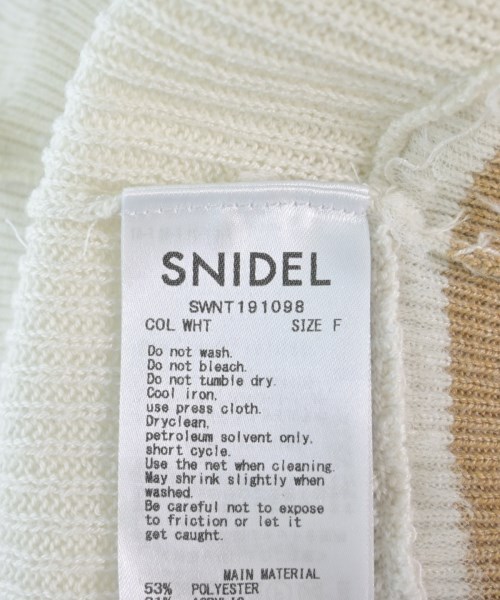 SNIDEL
SWNT191098
COL WHT SIZE F
Do not wash.
Do not bleach.
Do not tumble dry.
Cool iron,
use press cloth.
Dryclean,
petroleum solvent only,
short cycle.
Use the net when cleaning.
May shrink slightly when
washed.
Be careful not to expose
to friction or let it
get caught.
MAIN MATERIAL
53% POLYESTER